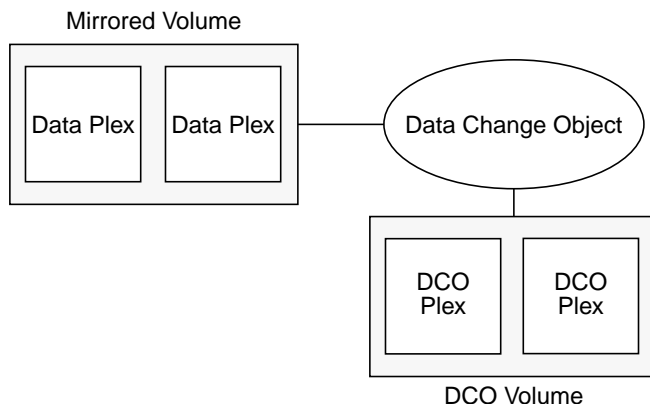 Mirrored Volume
Data Plex
Data Plex
Data Change Object
DCO
Plex
DCO
Plex
DCO Volume